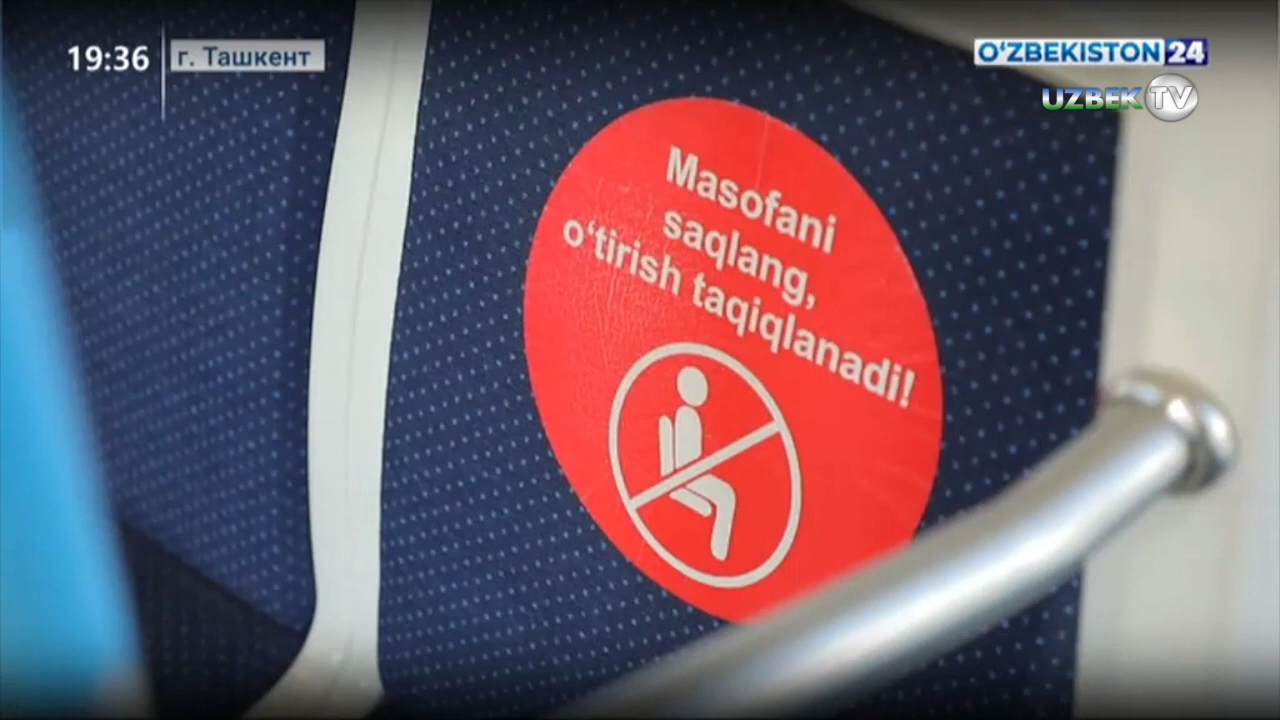 19:36
г. Ташкент
O‘ZBEKISTON 24
UZBEK TV
Masofani
saqlang,
o‘tirish taqiqlanadi!